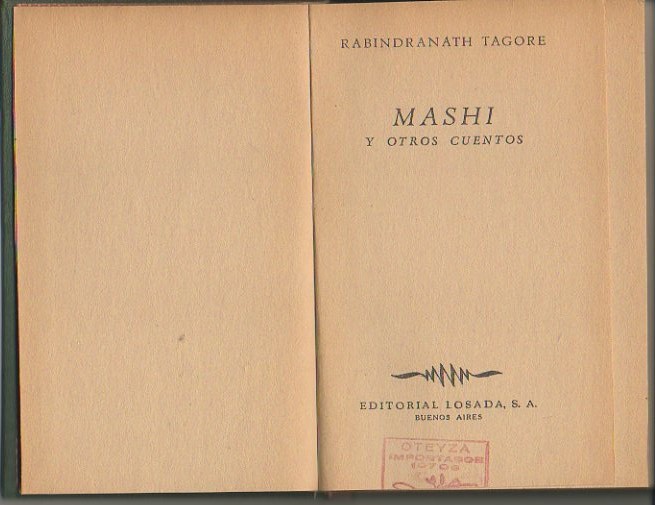 RABINDRANATH TAGORE
MASHI
Y OTROS CUENTOS
EDITORIAL LOSADA, S. A.
BUENOS AIRES
OTEYZA
IMPORTADOR